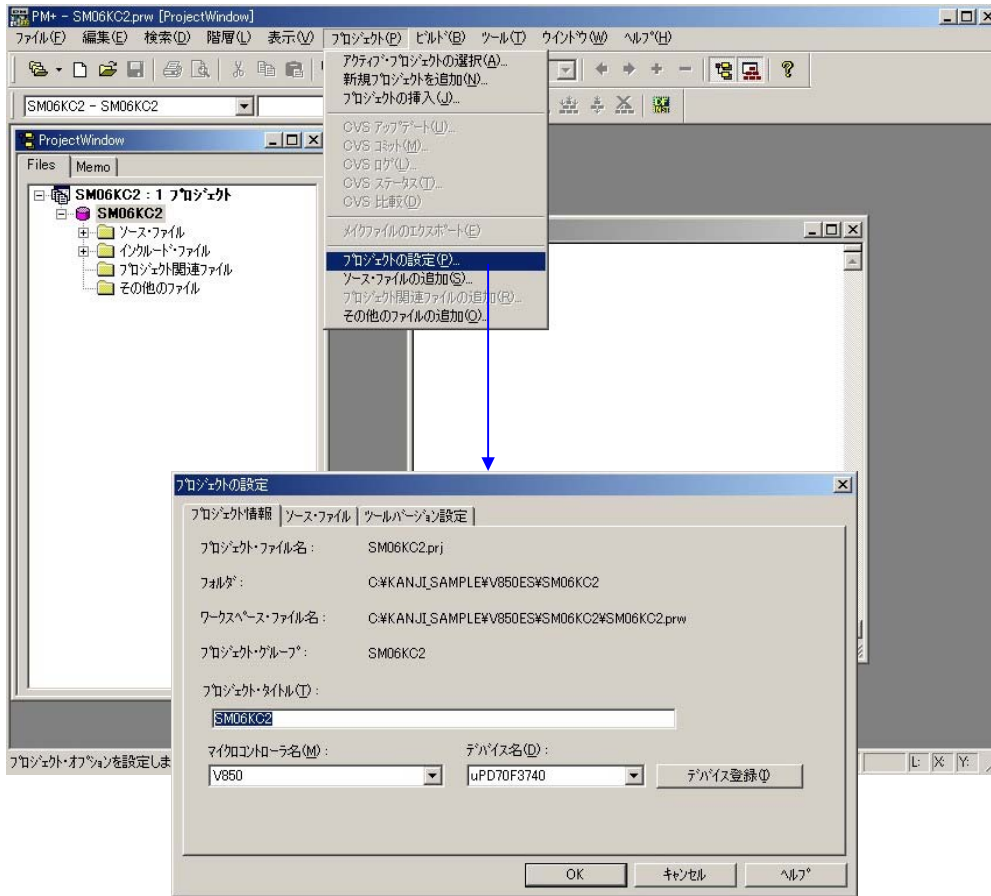 PM+ - SM06KC2.prw [ProjectWindow]
ファイル(F) 編集(E) 検索(D) 階層(L) 表示(V) プロジェクト(P) ビルド(B) ツール(T) ウインドウ(W) ヘルプ(H)
SM06KC2 - SM06KC2
アクティブ・プロジェクトの選択(A)...
新規プロジェクトを追加(N)...
プロジェクトの挿入(J)...
CVS アップデート(U)...
CVS コミット(M)...
CVS ログ(L)...
CVS ステータス(T)...
CVS 比較(D)
メイクファイルのエクスポート(E)
プロジェクトの設定(P)...
ソース・ファイルの追加(S)...
プロジェクト関連ファイルの追加(R)...
その他のファイルの追加(O)...
ProjectWindow
Files Memo
SM06KC2 : 1 プロジェクト
SM06KC2
ソース・ファイル
インクルード・ファイル
プロジェクト関連ファイル
その他のファイル
プロジェクト・オプションを設定しま
L: X: Y:
プロジェクトの設定
プロジェクト情報 ソース・ファイル ツールバージョン設定
プロジェクト・ファイル名 : SM06KC2.prj
フォルダ : C:¥KANJI_SAMPLE¥V850ES¥SM06KC2
ワークスペース・ファイル名 : C:¥KANJI_SAMPLE¥V850ES¥SM06KC2¥SM06KC2.prw
プロジェクト・グループ : SM06KC2
プロジェクト・タイトル(T) :
SM06KC2
マイクロコントローラ名(M) : デバイス名(D) :
V850 uPD70F3740 デバイス登録(I)
OK キャンセル ヘルプ